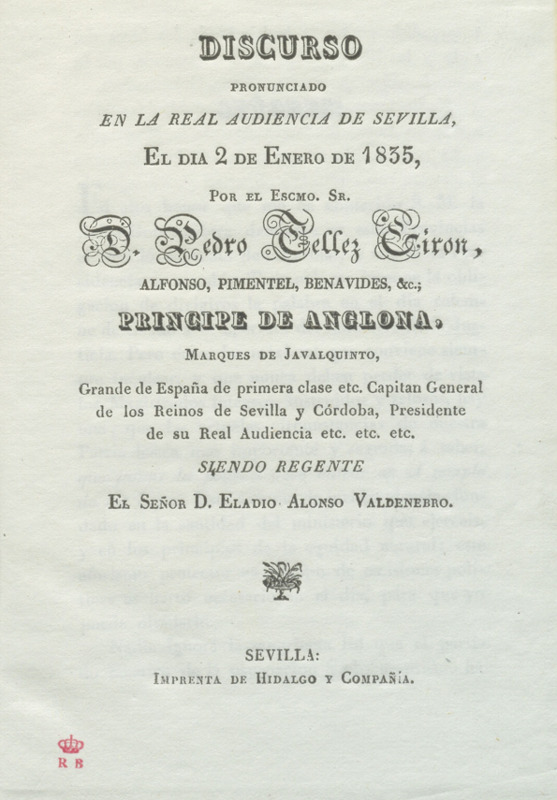 DISCURSO
PRONUNCIADO
EN LA REAL AUDIENCIA DE SEVILLA,
EL DIA 2 DE ENERO DE 1835,
POR EL ESCMO. SR.
D. Pedro Tellez Giron,
ALFONSO, PIMENTEL, BENAVIDES, &c.;
PRINCIPE DE ANGLONA,
MARQUES DE JAVALQUINTO,
Grande de España de primera clase etc. Capitan General
de los Reinos de Sevilla y Córdoba, Presidente
de su Real Audiencia etc. etc. etc.
SIENDO REGENTE
EL SEÑOR D. ELADIO ALONSO VALDENEBRO.
SEVILLA:
IMPRENTA DE HIDALGO Y COMPAÑÍA.
R B